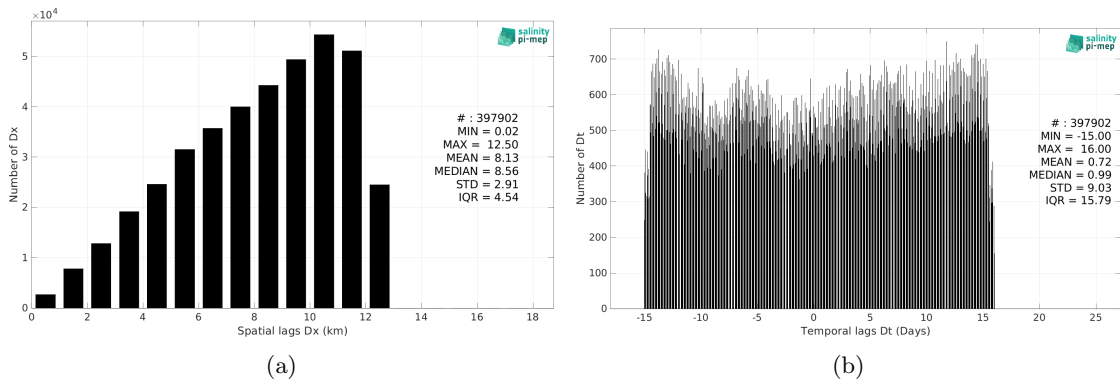 ×10⁴
5
4
3
2
1
0
Number of Dx
0 2 4 6 8 10 12 14 16 18
Spatial lags Dx (km)
salinity
pi-mep
# : 397902
MIN = 0.02
MAX = 12.50
MEAN = 8.13
MEDIAN = 8.56
STD = 2.91
IQR = 4.54
(a)
700
600
500
400
300
200
100
0
Number of Dt
-15 -10 -5 0 5 10 15 20 25
Temporal lags Dt (Days)
salinity
pi-mep
# : 397902
MIN = -15.00
MAX = 16.00
MEAN = 0.72
MEDIAN = 0.99
STD = 9.03
IQR = 15.79
(b)